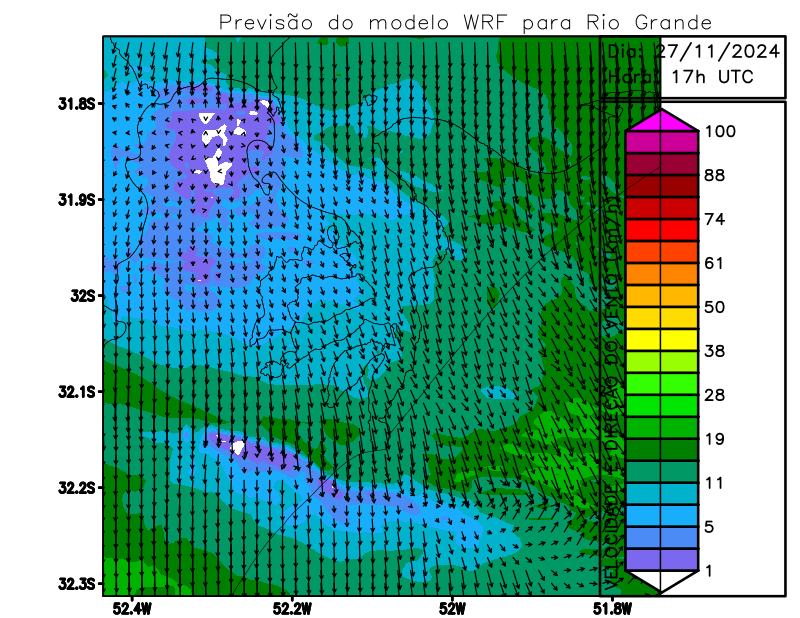 Previsão do modelo WRF para Rio Grande
Dia: 27/11/2024
Hora: 17h UTC
31.8S
31.9S
32S
32.1S
32.2S
32.3S
52.4W
52.2W
52W
51.8W
VELOCIDADE E DIREÇÃO DO VENTO (km/h)
100
88
74
61
50
38
28
19
11
5
1